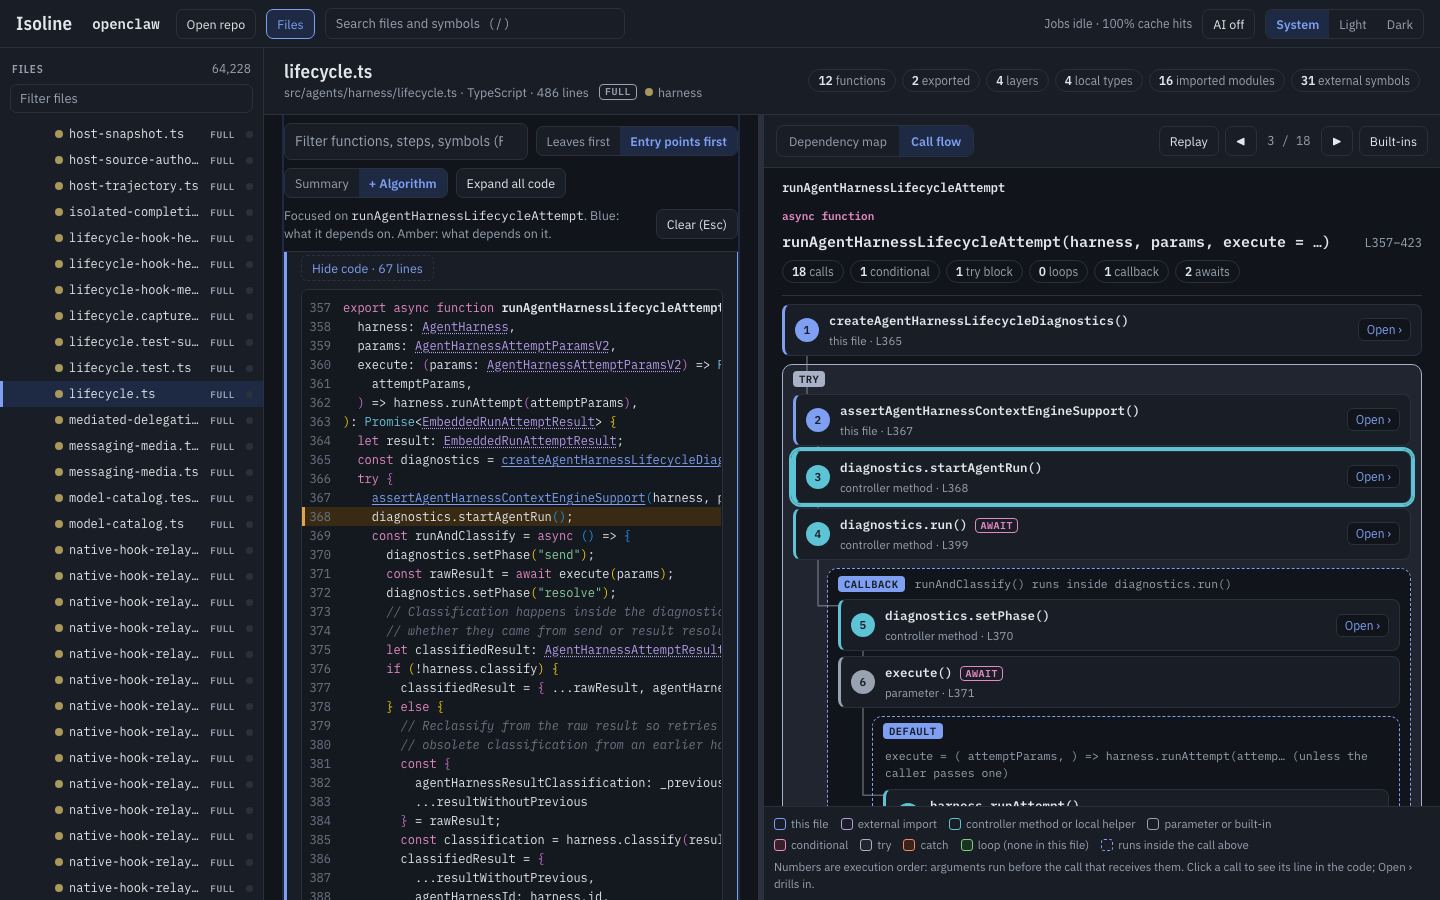 Isoline openclaw Open repo Files Search files and symbols (/) Jobs idle · 100% cache hits AI off System Light Dark
FILES 64,228
Filter files
host-snapshot.ts FULL
host-source-autho… FULL
host-trajectory.ts FULL
isolated-completi… FULL
lifecycle-hook-he… FULL
lifecycle-hook-he… FULL
lifecycle-hook-me… FULL
lifecycle.capture… FULL
lifecycle.test-su… FULL
lifecycle.test.ts FULL
lifecycle.ts FULL
mediated-delegati… FULL
messaging-media.t… FULL
messaging-media.ts FULL
model-catalog.tes… FULL
model-catalog.ts FULL
native-hook-relay… FULL
native-hook-relay… FULL
native-hook-relay… FULL
native-hook-relay… FULL
native-hook-relay… FULL
native-hook-relay… FULL
native-hook-relay… FULL
native-hook-relay… FULL
native-hook-relay… FULL
native-hook-relay… FULL
native-hook-relay… FULL
native-hook-relay… FULL
native-hook-relay… FULL
native-hook-relay… FULL
lifecycle.ts
src/agents/harness/lifecycle.ts · TypeScript · 486 lines FULL harness
12 functions 2 exported 4 layers 4 local types 16 imported modules 31 external symbols
Filter functions, steps, symbols (F Leaves first Entry points first
Summary + Algorithm Expand all code
Focused on runAgentHarnessLifecycleAttempt. Blue:
what it depends on. Amber: what depends on it.
Clear (Esc)
Hide code · 67 lines
357 export async function runAgentHarnessLifecycleAttempt
358 harness: AgentHarness,
359 params: AgentHarnessAttemptParamsV2,
360 execute: (params: AgentHarnessAttemptParamsV2) =>
361 attemptParams,
362 ) => harness.runAttempt(attemptParams),
363 ): Promise<EmbeddedRunAttemptResult> {
364 let result: EmbeddedRunAttemptResult;
365 const diagnostics = createAgentHarnessLifecycleDiag
366 try {
367 assertAgentHarnessContextEngineSupport(harness, p
368 diagnostics.startAgentRun();
369 const runAndClassify = async () => {
370 diagnostics.setPhase("send");
371 const rawResult = await execute(params);
372 diagnostics.setPhase("resolve");
373 // Classification happens inside the diagnostic
374 // whether they came from send or result resolu
375 let classifiedResult: AgentHarnessAttemptResult
376 if (!harness.classify) {
377 classifiedResult = { ...rawResult, agentHarne
378 } else {
379 // Reclassify from the raw result so retries
380 // obsolete classification from an earlier ha
381 const {
382 agentHarnessResultClassification: _previous
383 ...resultWithoutPrevious
384 } = rawResult;
385 const classification = harness.classify(resul
386 classifiedResult = {
387 ...resultWithoutPrevious,
388 agentHarnessId: harness.id,
Dependency map Call flow Replay ◀ 3 / 18 ▶ Built-ins
runAgentHarnessLifecycleAttempt
async function
runAgentHarnessLifecycleAttempt(harness, params, execute = …) L357–423
18 calls 1 conditional 1 try block 0 loops 1 callback 2 awaits
1 createAgentHarnessLifecycleDiagnostics() Open ›
this file · L365
TRY
2 assertAgentHarnessContextEngineSupport() Open ›
this file · L367
3 diagnostics.startAgentRun() Open ›
controller method · L368
4 diagnostics.run() AWAIT Open ›
controller method · L399
CALLBACK runAndClassify() runs inside diagnostics.run()
5 diagnostics.setPhase() Open ›
controller method · L370
6 execute() AWAIT
parameter · L371
DEFAULT
execute = ( attemptParams, ) => harness.runAttempt(attemp… (unless the
caller passes one)
harness.runAttempt()
this file external import controller method or local helper parameter or built-in
conditional try catch loop (none in this file) runs inside the call above
Numbers are execution order: arguments run before the call that receives them. Click a call to see its line in the code; Open ›
drills in.